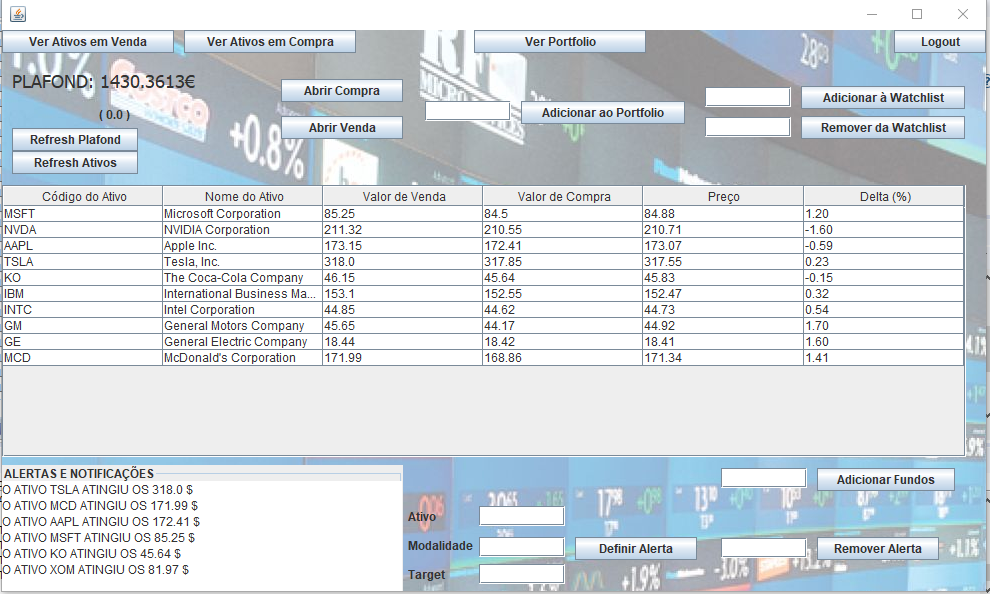 Ver Ativos em Venda Ver Ativos em Compra Ver Portfolio Logout
PLAFOND: 1430.3613€
( 0.0 )
Refresh Plafond
Refresh Ativos
Abrir Compra
Abrir Venda
Adicionar ao Portfolio
Adicionar à Watchlist
Remover da Watchlist
+0.8%
Código do Ativo Nome do Ativo Valor de Venda Valor de Compra Preço Delta (%)
MSFT Microsoft Corporation 85.25 84.5 84.88 1.20
NVDA NVIDIA Corporation 211.32 210.55 210.71 -1.60
AAPL Apple Inc. 173.15 172.41 173.07 -0.59
TSLA Tesla, Inc. 318.0 317.85 317.55 0.23
KO The Coca-Cola Company 46.15 45.64 45.83 -0.15
IBM International Business Ma... 153.1 152.55 152.47 0.32
INTC Intel Corporation 44.85 44.62 44.73 0.54
GM General Motors Company 45.65 44.17 44.92 1.70
GE General Electric Company 18.44 18.42 18.41 1.60
MCD McDonald's Corporation 171.99 168.86 171.34 1.41
ALERTAS E NOTIFICAÇÕES
O ATIVO TSLA ATINGIU OS 318.0 $
O ATIVO MCD ATINGIU OS 171.99 $
O ATIVO AAPL ATINGIU OS 172.41 $
O ATIVO MSFT ATINGIU OS 85.25 $
O ATIVO KO ATINGIU OS 45.64 $
O ATIVO XOM ATINGIU OS 81.97 $
Adicionar Fundos
Ativo
Modalidade
Definir Alerta
Remover Alerta
Target
+1.9%
-3.0%